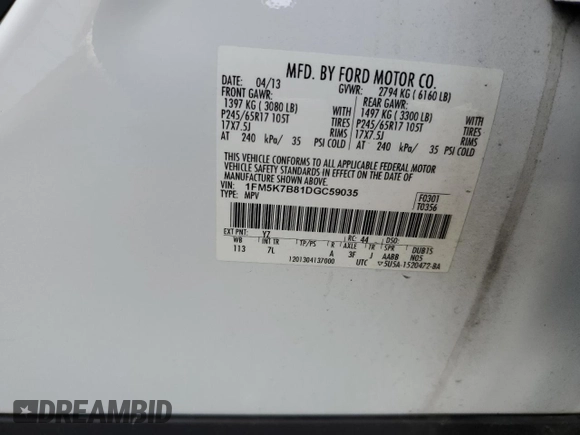 MFD. BY FORD MOTOR CO.
DATE: 04/13 GVWR: 2794 KG ( 6160 LB)
FRONT GAWR: REAR GAWR:
1397 KG ( 3080 LB) WITH 1497 KG ( 3300 LB) WITH
P245/65R17 105T TIRES P245/65R17 105T TIRES
17X7.5J RIMS 17X7.5J RIMS
AT 240 kPa/ 35 PSI COLD AT 240 kPa/ 35 PSI COLD
THIS VEHICLE CONFORMS TO ALL APPLICABLE FEDERAL MOTOR
VEHICLE SAFETY AND BUMPER STANDARDS IN EFFECT ON THE DATE OF
MANUFACTURE SHOWN ABOVE.
VIN: 1FM5K7B81DGC59035 F0301
TYPE: MPV T0356
EXT PNT: YZ RC: 44 DSO:
WB INT TR TP/PS R AXLE TR SPR DUB15
113 7L A 3F J AABB N05
1201304137000 UTC 5U5A-1520472-BA
DREAMBID